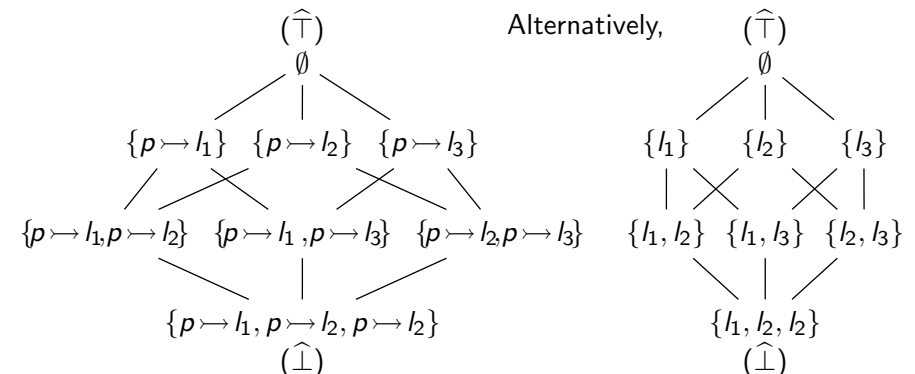 (⊤̂) Alternatively, (⊤̂)
∅ ∅
{p ↣ l₁} {p ↣ l₂} {p ↣ l₃} {l₁} {l₂} {l₃}
{p ↣ l₁,p ↣ l₂} {p ↣ l₁ ,p ↣ l₃} {p ↣ l₂,p ↣ l₃} {l₁, l₂} {l₁, l₃} {l₂, l₃}
{p ↣ l₁, p ↣ l₂, p ↣ l₂} {l₁, l₂, l₂}
(⊥̂) (⊥̂)